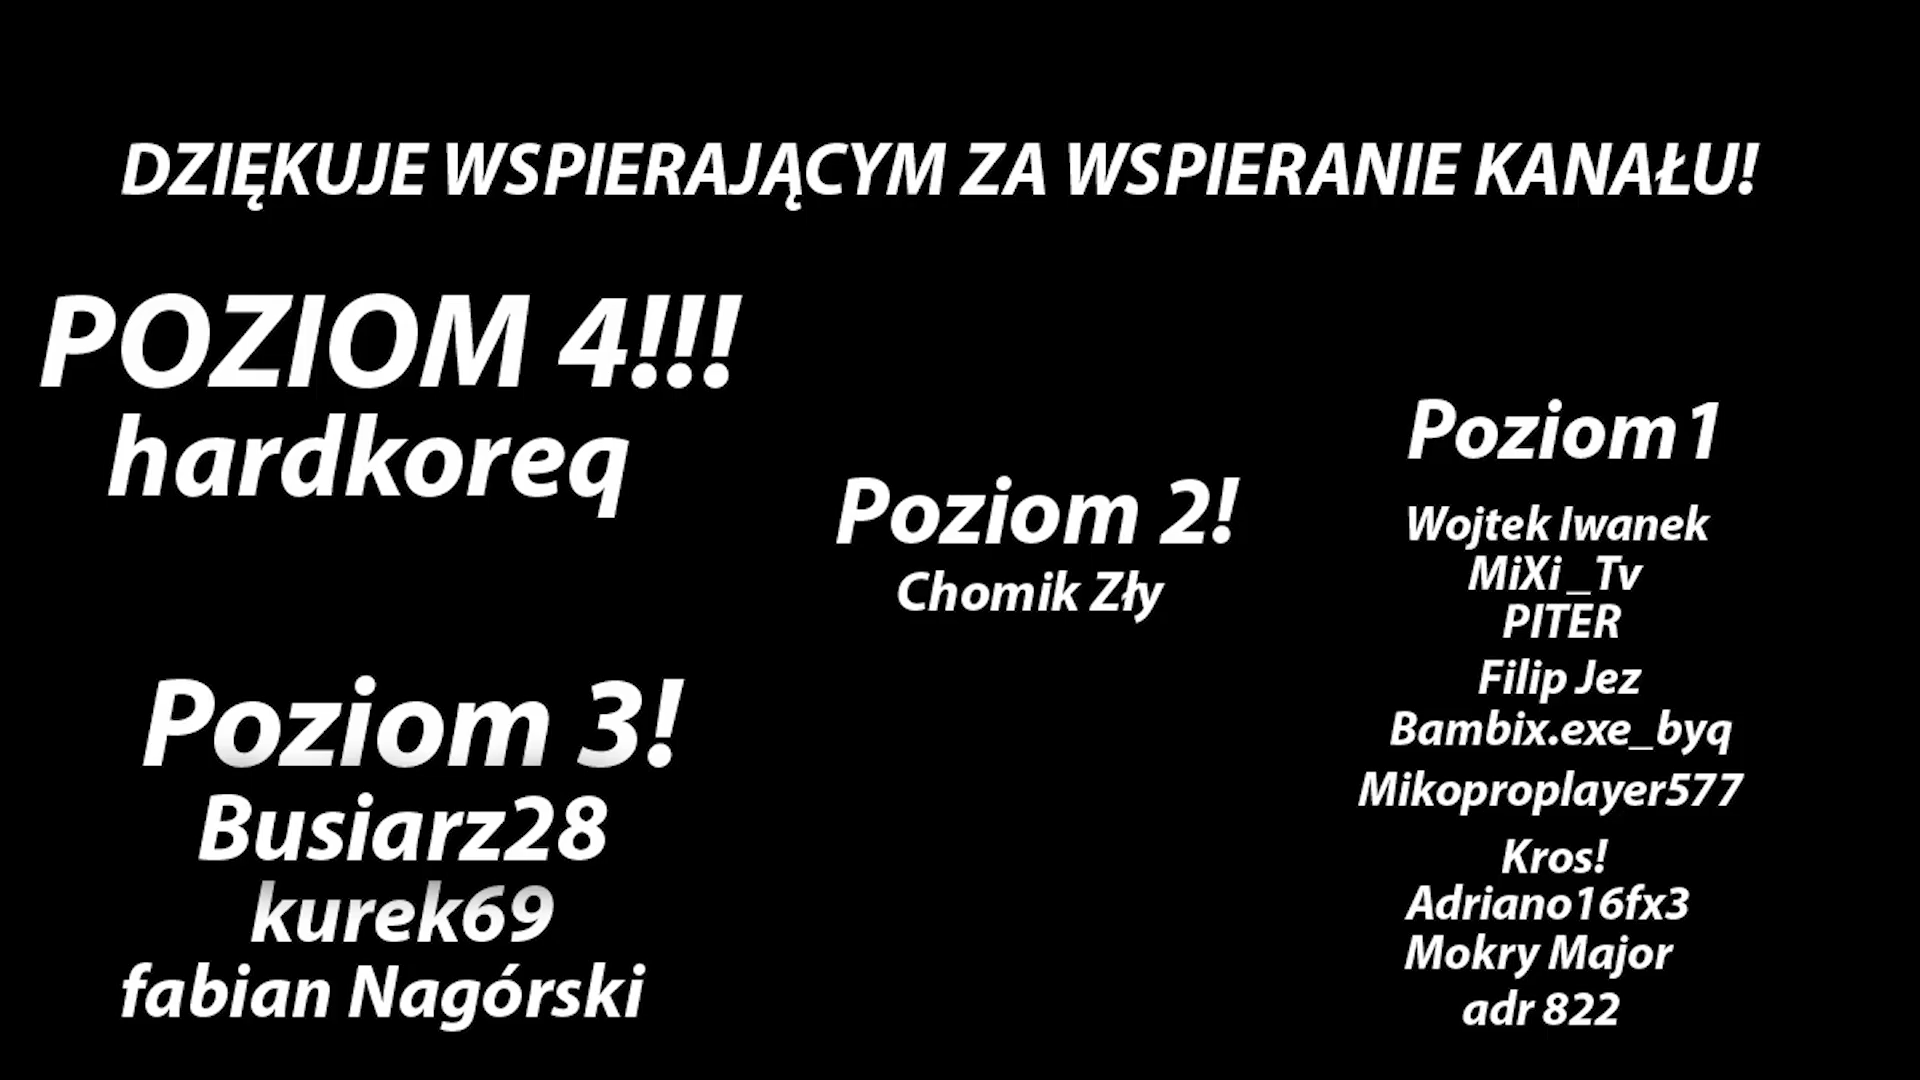 DZIĘKUJE WSPIERAJĄCYM ZA WSPIERANIE KANAŁU!
POZIOM 4!!!
hardkoreq
Poziom 3!
Busiarz28
kurek69
fabian Nagórski
Poziom 2!
Chomik Zły
Poziom1
Wojtek Iwanek
MiXi _Tv
PITER
Filip Jez
Bambix.exe_byq
Mikoproplayer577
Kros!
Adriano16fx3
Mokry Major
adr 822